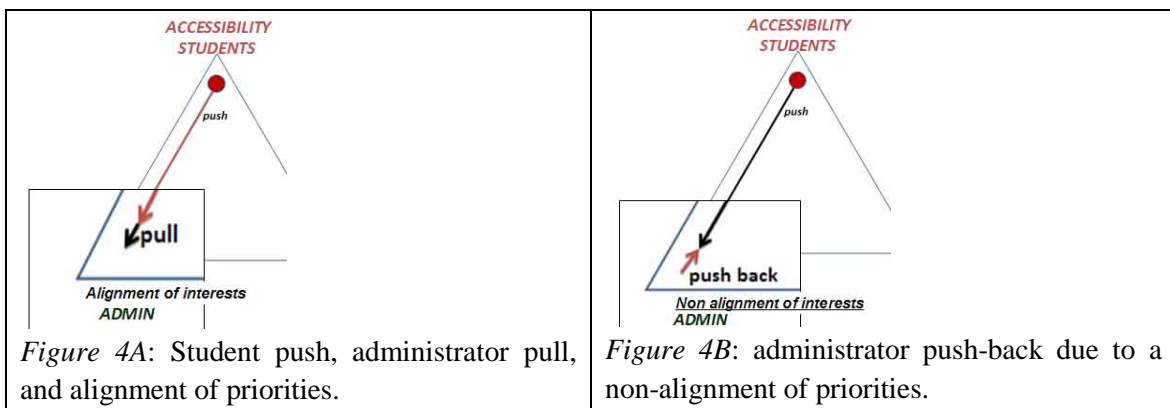 ACCESSIBILITY
STUDENTS
push
pull
Alignment of interests
ADMIN
Figure 4A: Student push, administrator pull,
and alignment of priorities.
ACCESSIBILITY
STUDENTS
push
push back
Non alignment of interests
ADMIN
Figure 4B: administrator push-back due to a
non-alignment of priorities.